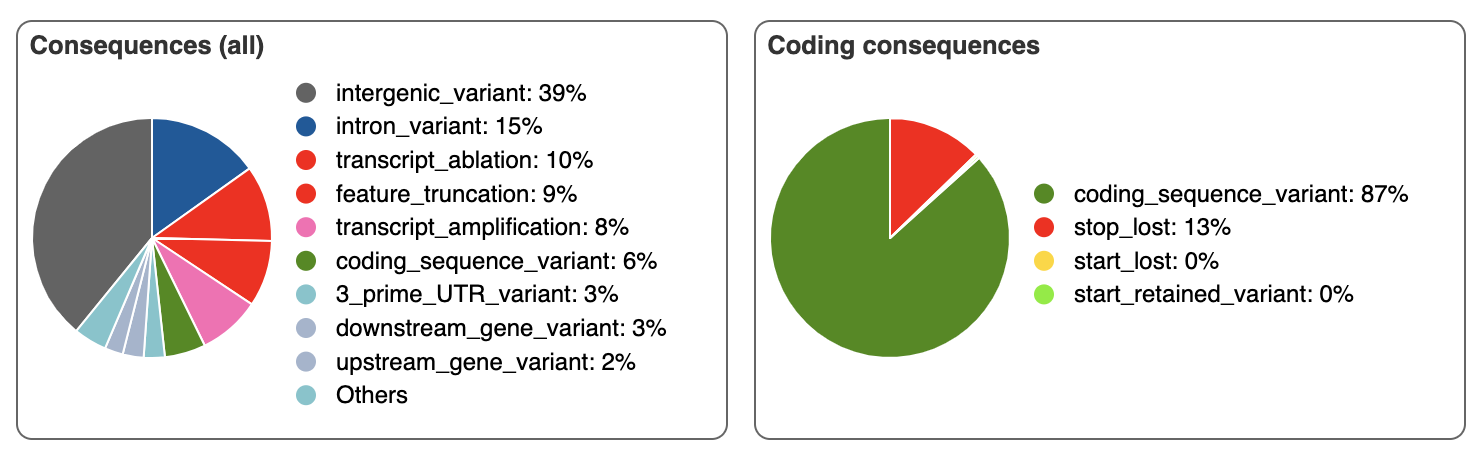 Consequences (all)
intergenic_variant: 39%
intron_variant: 15%
transcript_ablation: 10%
feature_truncation: 9%
transcript_amplification: 8%
coding_sequence_variant: 6%
3_prime_UTR_variant: 3%
downstream_gene_variant: 3%
upstream_gene_variant: 2%
Others
Coding consequences
coding_sequence_variant: 87%
stop_lost: 13%
start_lost: 0%
start_retained_variant: 0%